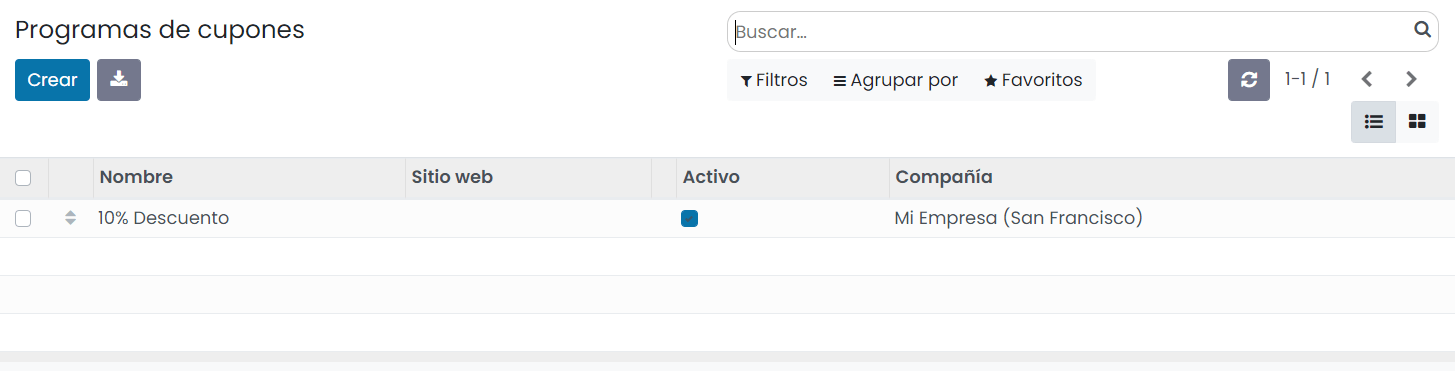 Programas de cupones
Buscar...
Crear
Filtros Agrupar por Favoritos
1-1 / 1
Nombre Sitio web Activo Compañía
10% Descuento Mi Empresa (San Francisco)